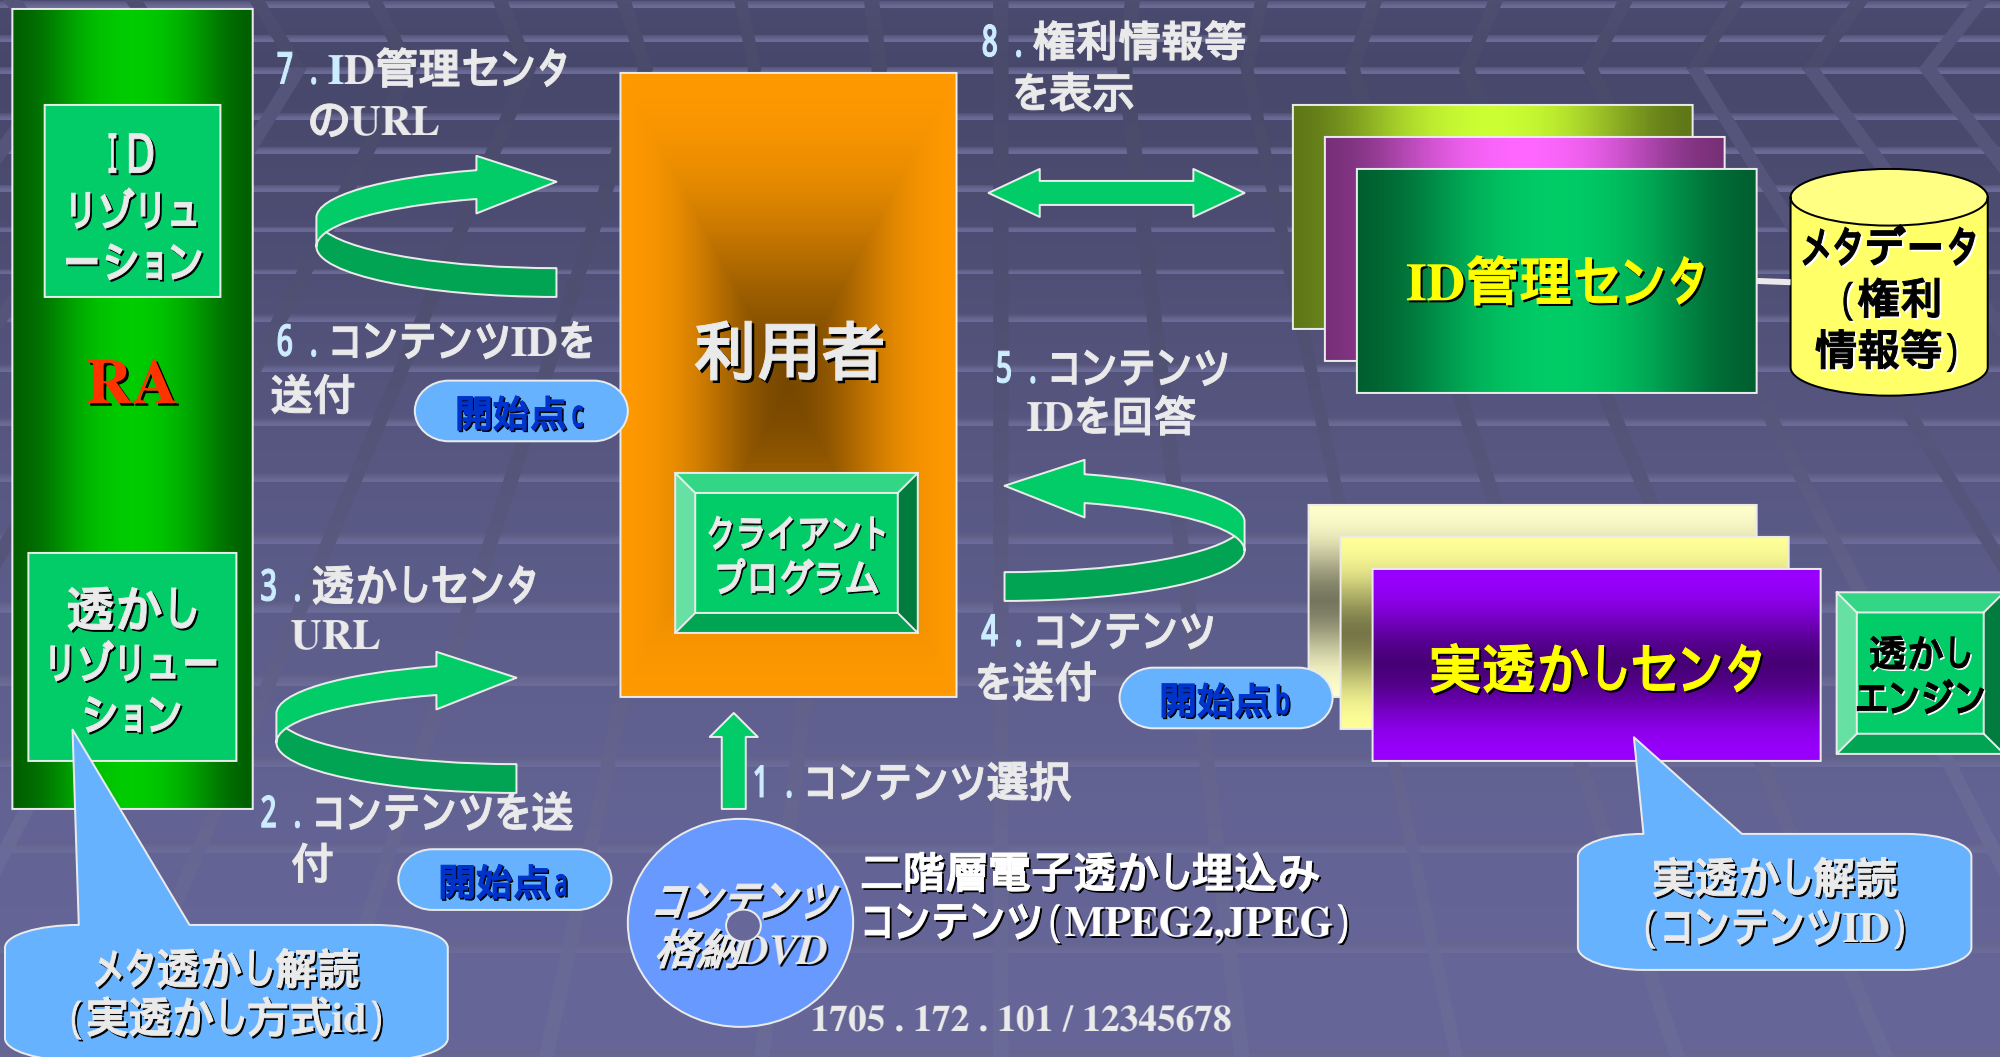 ID
リゾリュ
ーション
RA
透かし
リゾリュー
ション
メタ透かし解読
(実透かし方式id)
7．ID管理センタ
のURL
6．コンテンツIDを
送付
開始点c
3．透かしセンタ
URL
2．コンテンツを送
付
開始点a
利用者
クライアント
プログラム
1．コンテンツ選択
コンテンツ
格納DVD
二階層電子透かし埋込み
コンテンツ(MPEG2,JPEG)
1705 . 172 . 101 / 12345678
8．権利情報等
を表示
5．コンテンツ
IDを回答
4．コンテンツ
を送付
開始点b
ID管理センタ
メタデータ
(権利
情報等)
実透かしセンタ
透かし
エンジン
実透かし解読
(コンテンツID)